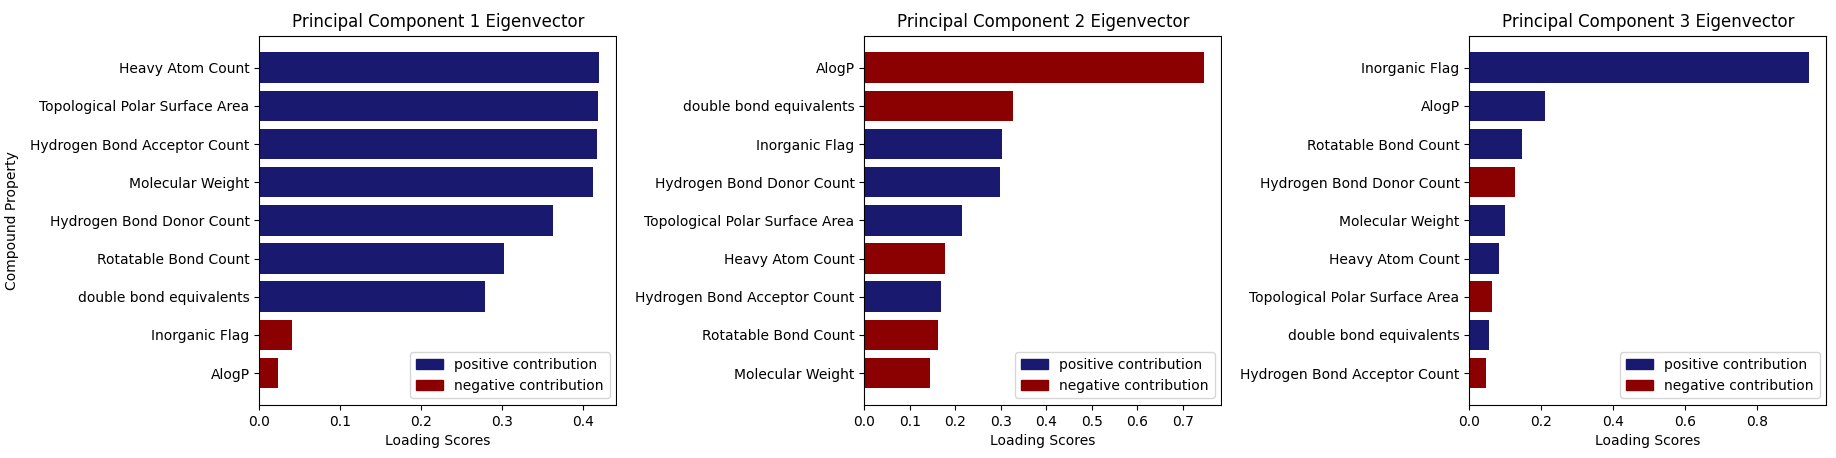 Principal Component 1 Eigenvector
Compound Property
Heavy Atom Count
Topological Polar Surface Area
Hydrogen Bond Acceptor Count
Molecular Weight
Hydrogen Bond Donor Count
Rotatable Bond Count
double bond equivalents
Inorganic Flag
AlogP
positive contribution
negative contribution
0.0 0.1 0.2 0.3 0.4
Loading Scores
Principal Component 2 Eigenvector
AlogP
double bond equivalents
Inorganic Flag
Hydrogen Bond Donor Count
Topological Polar Surface Area
Heavy Atom Count
Hydrogen Bond Acceptor Count
Rotatable Bond Count
Molecular Weight
positive contribution
negative contribution
0.0 0.1 0.2 0.3 0.4 0.5 0.6 0.7
Loading Scores
Principal Component 3 Eigenvector
Inorganic Flag
AlogP
Rotatable Bond Count
Hydrogen Bond Donor Count
Molecular Weight
Heavy Atom Count
Topological Polar Surface Area
double bond equivalents
Hydrogen Bond Acceptor Count
positive contribution
negative contribution
0.0 0.2 0.4 0.6 0.8
Loading Scores